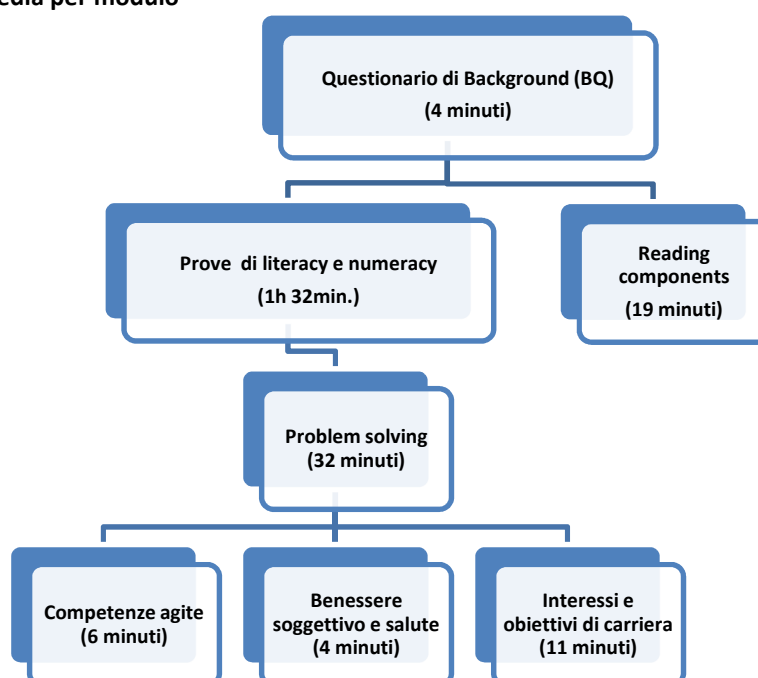 per modulo
Questionario di Background (BQ)
(4 minuti)
Prove di literacy e numeracy
(1h 32min.)
Reading
components
(19 minuti)
Problem solving
(32 minuti)
Competenze agite
(6 minuti)
Benessere
soggettivo e salute
(4 minuti)
Interessi e
obiettivi di carriera
(11 minuti)